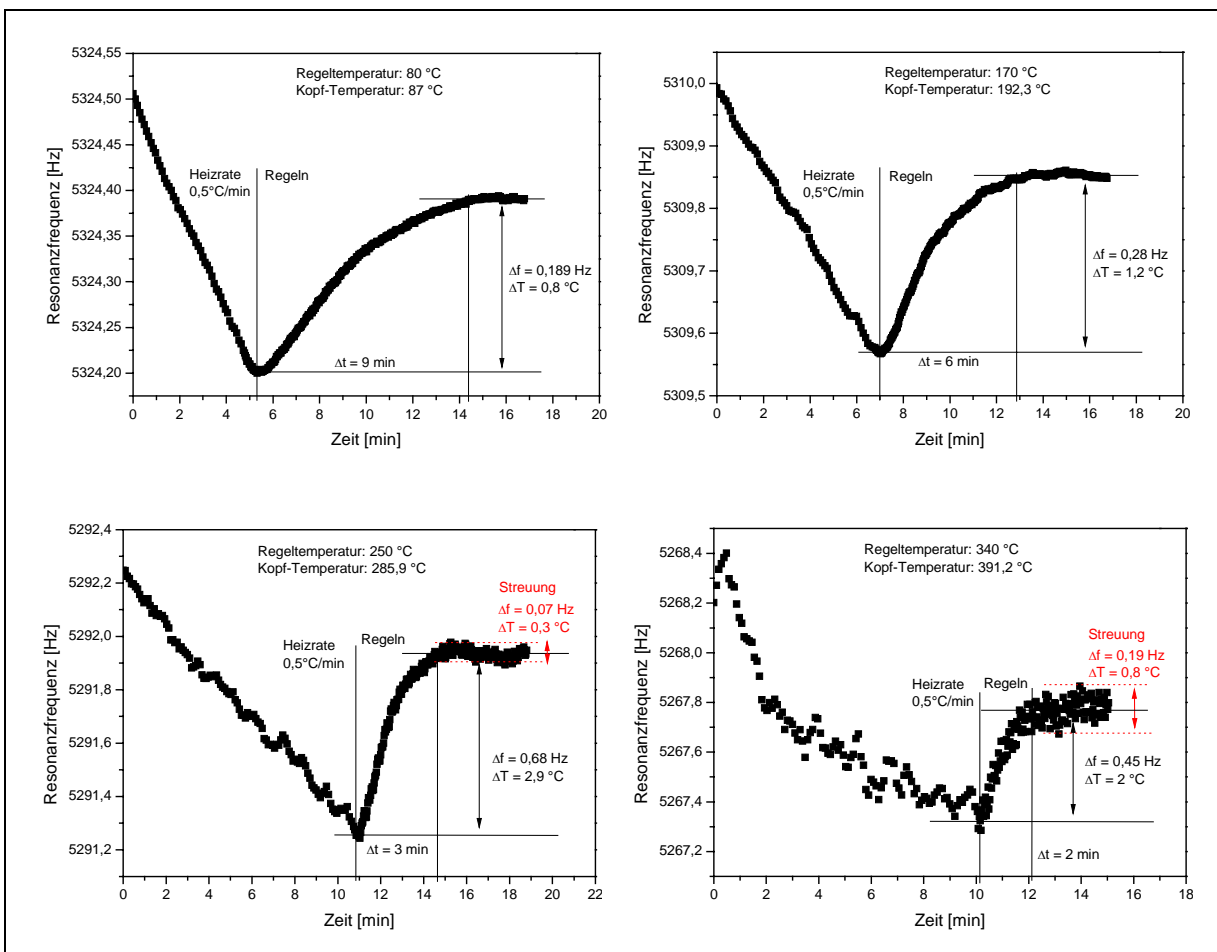 Regeltemperatur: 80 °C
Kopf-Temperatur: 87 °C
Heizrate
0,5°C/min
Regeln
Δf = 0,189 Hz
ΔT = 0,8 °C
Δt = 9 min
5324,55
5324,50
5324,45
5324,40
5324,35
5324,30
5324,25
5324,20
Resonanzfrequenz [Hz]
0 2 4 6 8 10 12 14 16 18 20
Zeit [min]
Regeltemperatur: 170 °C
Kopf-Temperatur: 192,3 °C
Heizrate
0,5°C/min
Regeln
Δf = 0,28 Hz
ΔT = 1,2 °C
Δt = 6 min
5310,0
5309,9
5309,8
5309,7
5309,6
5309,5
Resonanzfrequenz [Hz]
0 2 4 6 8 10 12 14 16 18 20
Zeit [min]
Regeltemperatur: 250 °C
Kopf-Temperatur: 285,9 °C
Streuung
Δf = 0,07 Hz
ΔT = 0,3 °C
Heizrate
0,5°C/min
Regeln
Δf = 0,68 Hz
ΔT = 2,9 °C
Δt = 3 min
5292,4
5292,2
5292,0
5291,8
5291,6
5291,4
5291,2
Resonanzfrequenz [Hz]
0 2 4 6 8 10 12 14 16 18 20 22
Zeit [min]
Regeltemperatur: 340 °C
Kopf-Temperatur: 391,2 °C
Streuung
Δf = 0,19 Hz
ΔT = 0,8 °C
Heizrate
0,5°C/min
Regeln
Δf = 0,45 Hz
ΔT = 2 °C
Δt = 2 min
5268,4
5268,2
5268,0
5267,8
5267,6
5267,4
5267,2
Resonanzfrequenz [Hz]
0 2 4 6 8 10 12 14 16 18
Zeit [min]